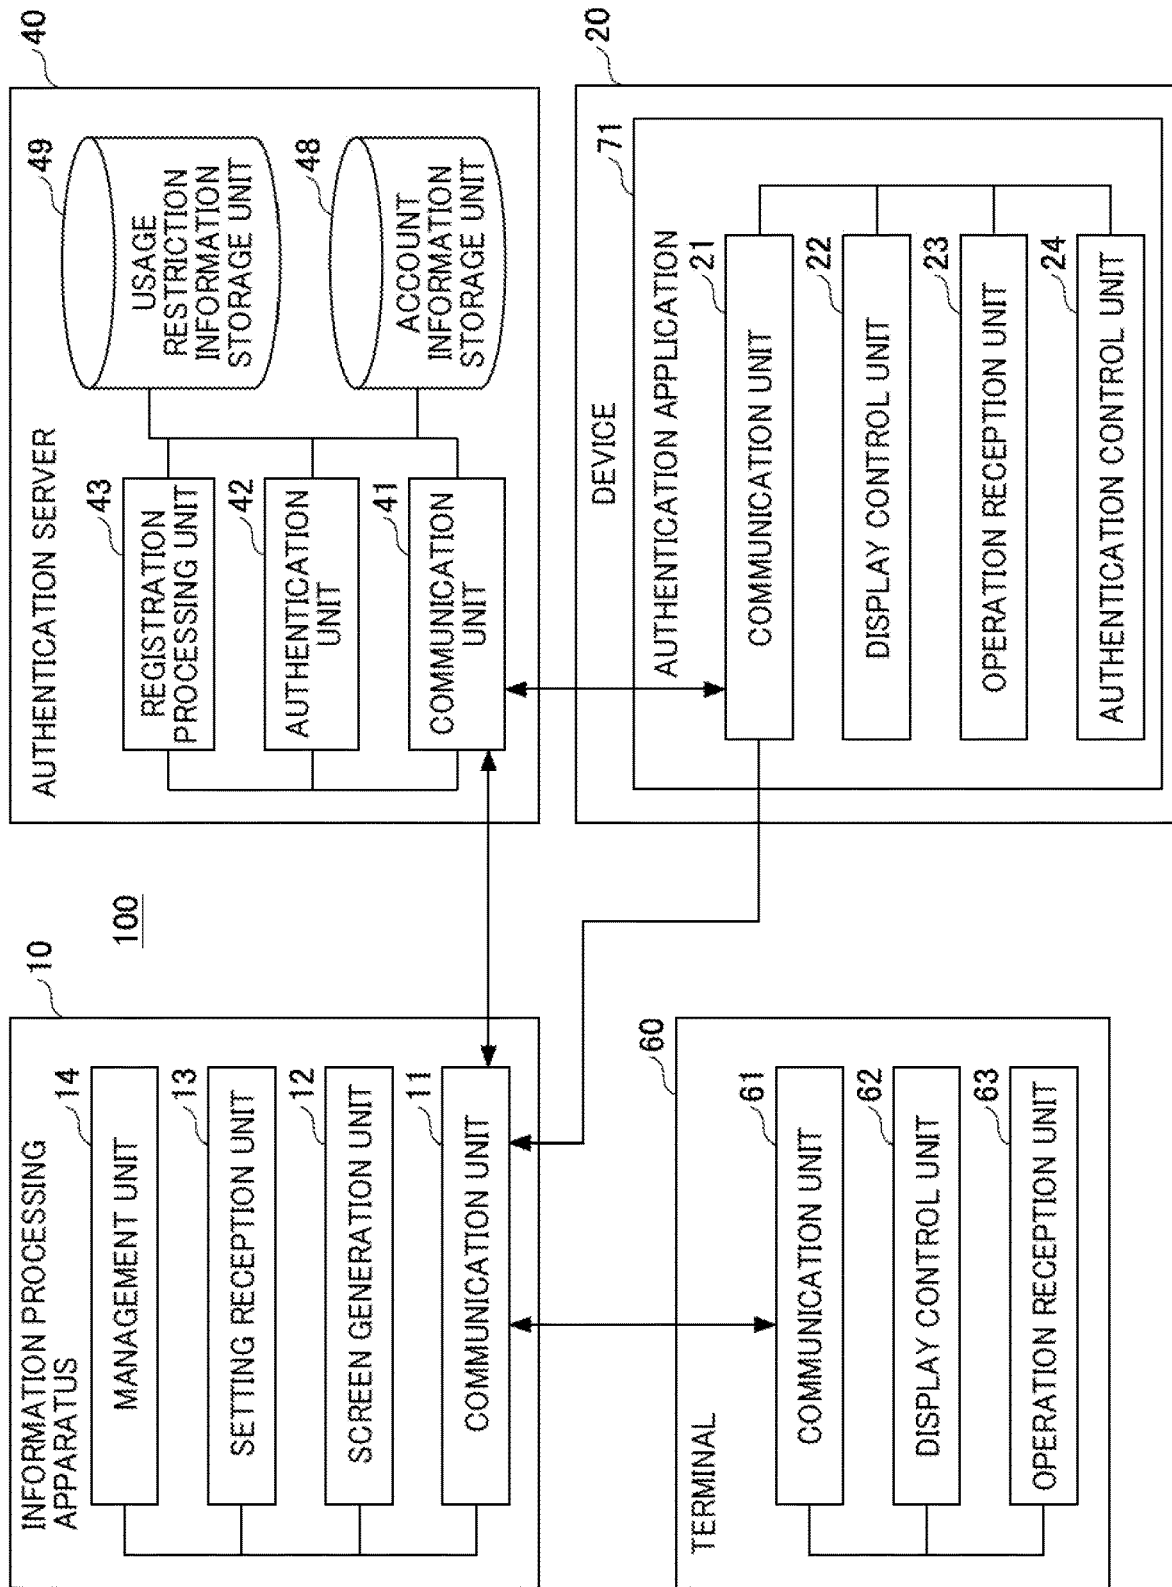 100
INFORMATION PROCESSING
APPARATUS
10
MANAGEMENT UNIT
14
SETTING RECEPTION UNIT
13
SCREEN GENERATION UNIT
12
COMMUNICATION UNIT
11
AUTHENTICATION SERVER
40
REGISTRATION
PROCESSING UNIT
43
AUTHENTICATION
UNIT
42
COMMUNICATION
UNIT
41
USAGE
RESTRICTION
INFORMATION
STORAGE UNIT
49
ACCOUNT
INFORMATION
STORAGE UNIT
48
TERMINAL
60
COMMUNICATION UNIT
61
DISPLAY CONTROL UNIT
62
OPERATION RECEPTION UNIT
63
DEVICE
20
AUTHENTICATION APPLICATION
71
COMMUNICATION UNIT
21
DISPLAY CONTROL UNIT
22
OPERATION RECEPTION UNIT
23
AUTHENTICATION CONTROL UNIT
24